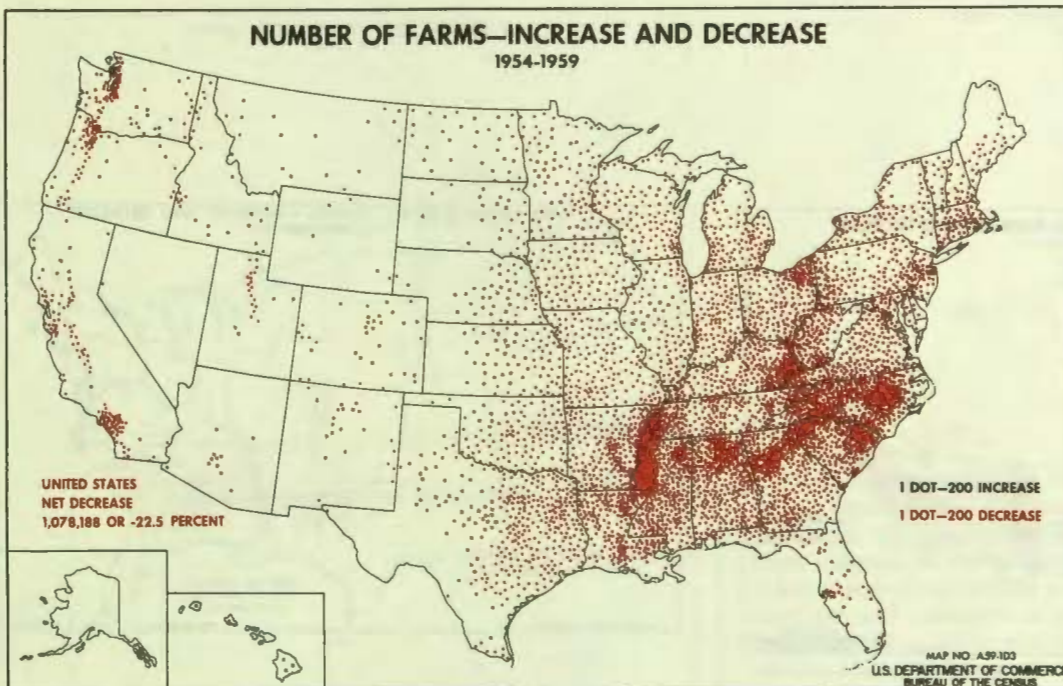 NUMBER OF FARMS—INCREASE AND DECREASE
1954-1959
UNITED STATES
NET DECREASE
1,078,188 OR -22.5 PERCENT
1 DOT—200 INCREASE
1 DOT—200 DECREASE
MAP NO. A59-103
U.S. DEPARTMENT OF COMMERCE
BUREAU OF THE CENSUS